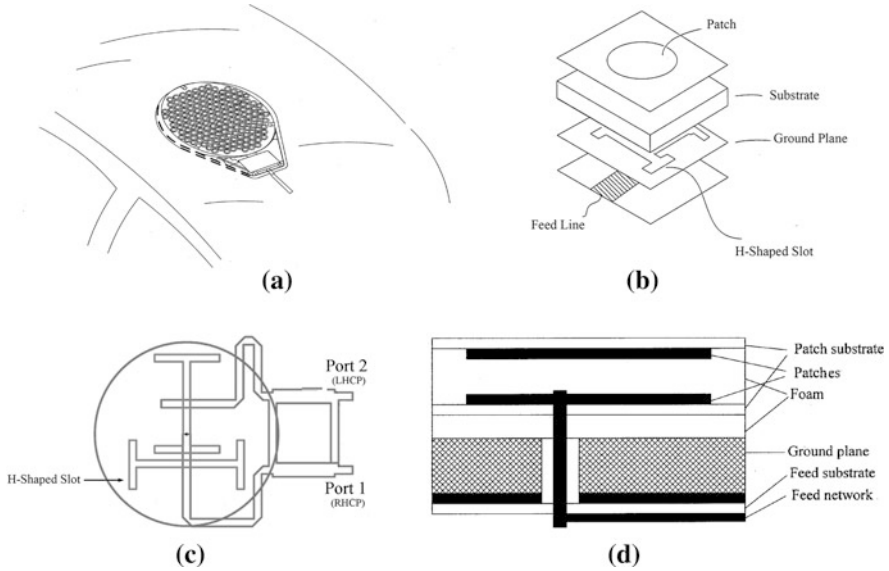 Patch
Substrate
Ground Plane
Feed Line
H-Shaped Slot
(a)
(b)
Port 2
(LHCP)
H-Shaped Slot
Port 1
(RHCP)
(c)
Patch substrate
Patches
Foam
Ground plane
Feed substrate
Feed network
(d)